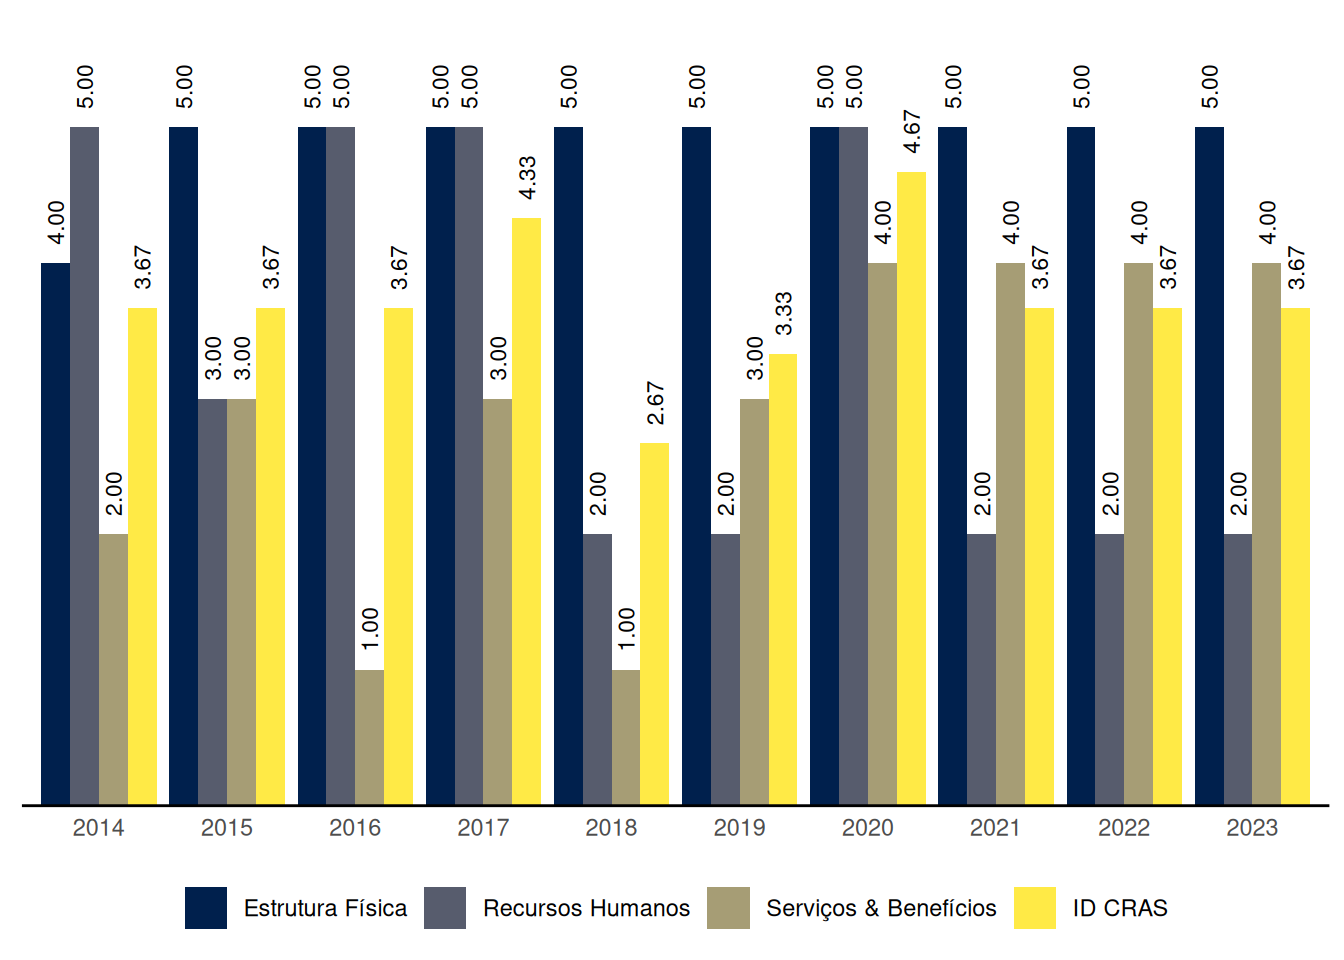 4.00 5.00 2.00 3.67 5.00 3.00 3.00 3.67 5.00 5.00 1.00 3.67 5.00 5.00 3.00 4.33 5.00 2.00 1.00 2.67 5.00 2.00 3.00 3.33 5.00 5.00 4.00 4.67 5.00 2.00 4.00 3.67 5.00 2.00 4.00 3.67 5.00 2.00 4.00 3.67
2014 2015 2016 2017 2018 2019 2020 2021 2022 2023
Estrutura Física Recursos Humanos Serviços & Benefícios ID CRAS